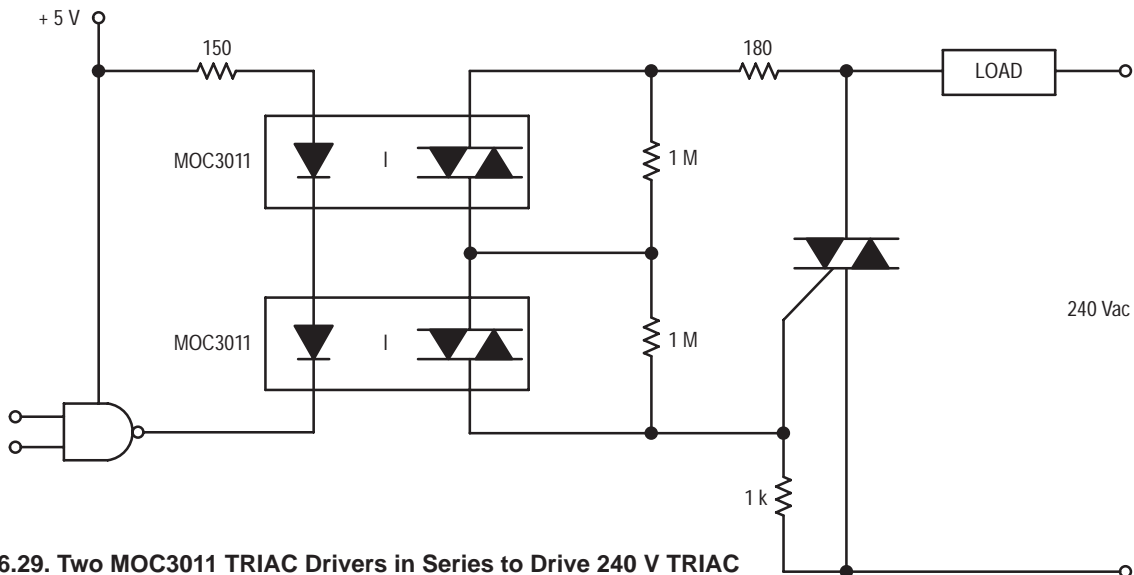 + 5 V
150
180
LOAD
MOC3011
I
1 M
240 Vac
MOC3011
I
1 M
1 k
6.29. Two MOC3011 TRIAC Drivers in Series to Drive 240 V TRIAC